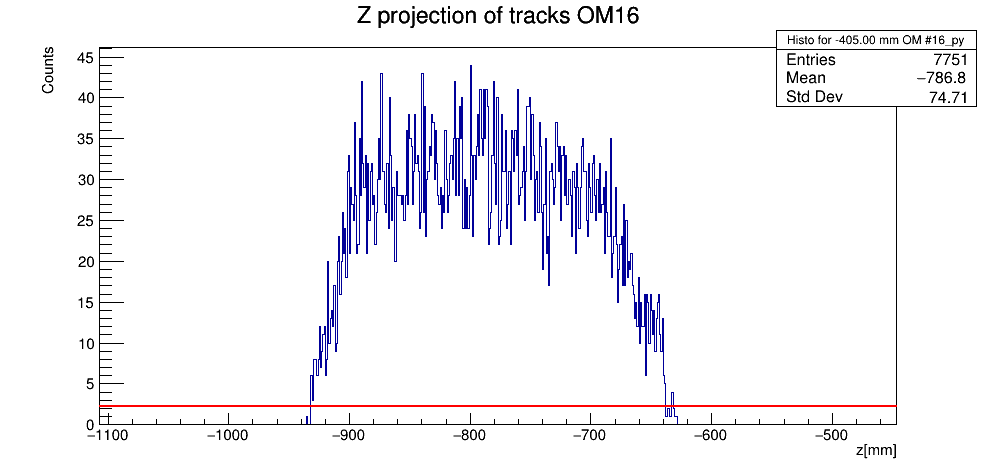 Z projection of tracks OM16
Histo for -405.00 mm OM #16_py
Entries 7751
Mean −786.8
Std Dev 74.71
Counts
45
40
35
30
25
20
15
10
5
0
−1100 −1000 −900 −800 −700 −600 −500
z[mm]